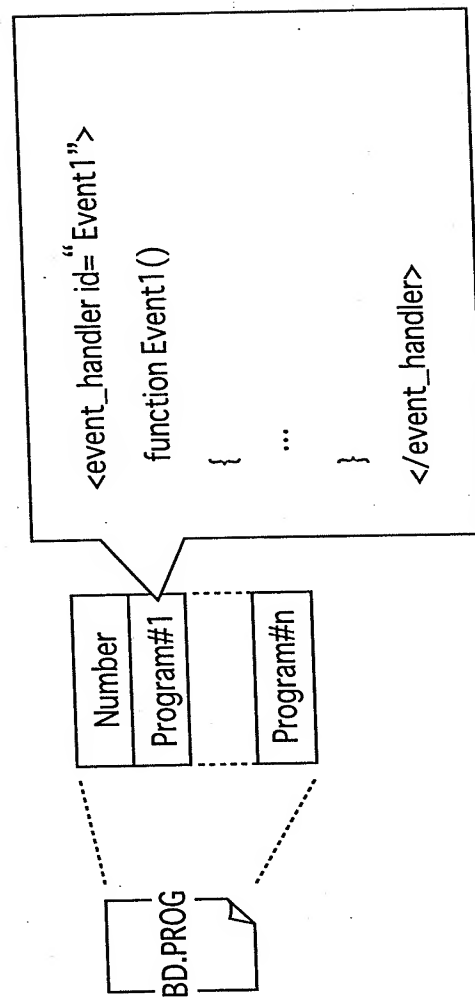 BD.PROG
Number
Program#1
Program#n
<event_handler id="Event1">
function Event1()
{
...
}
</event_handler>